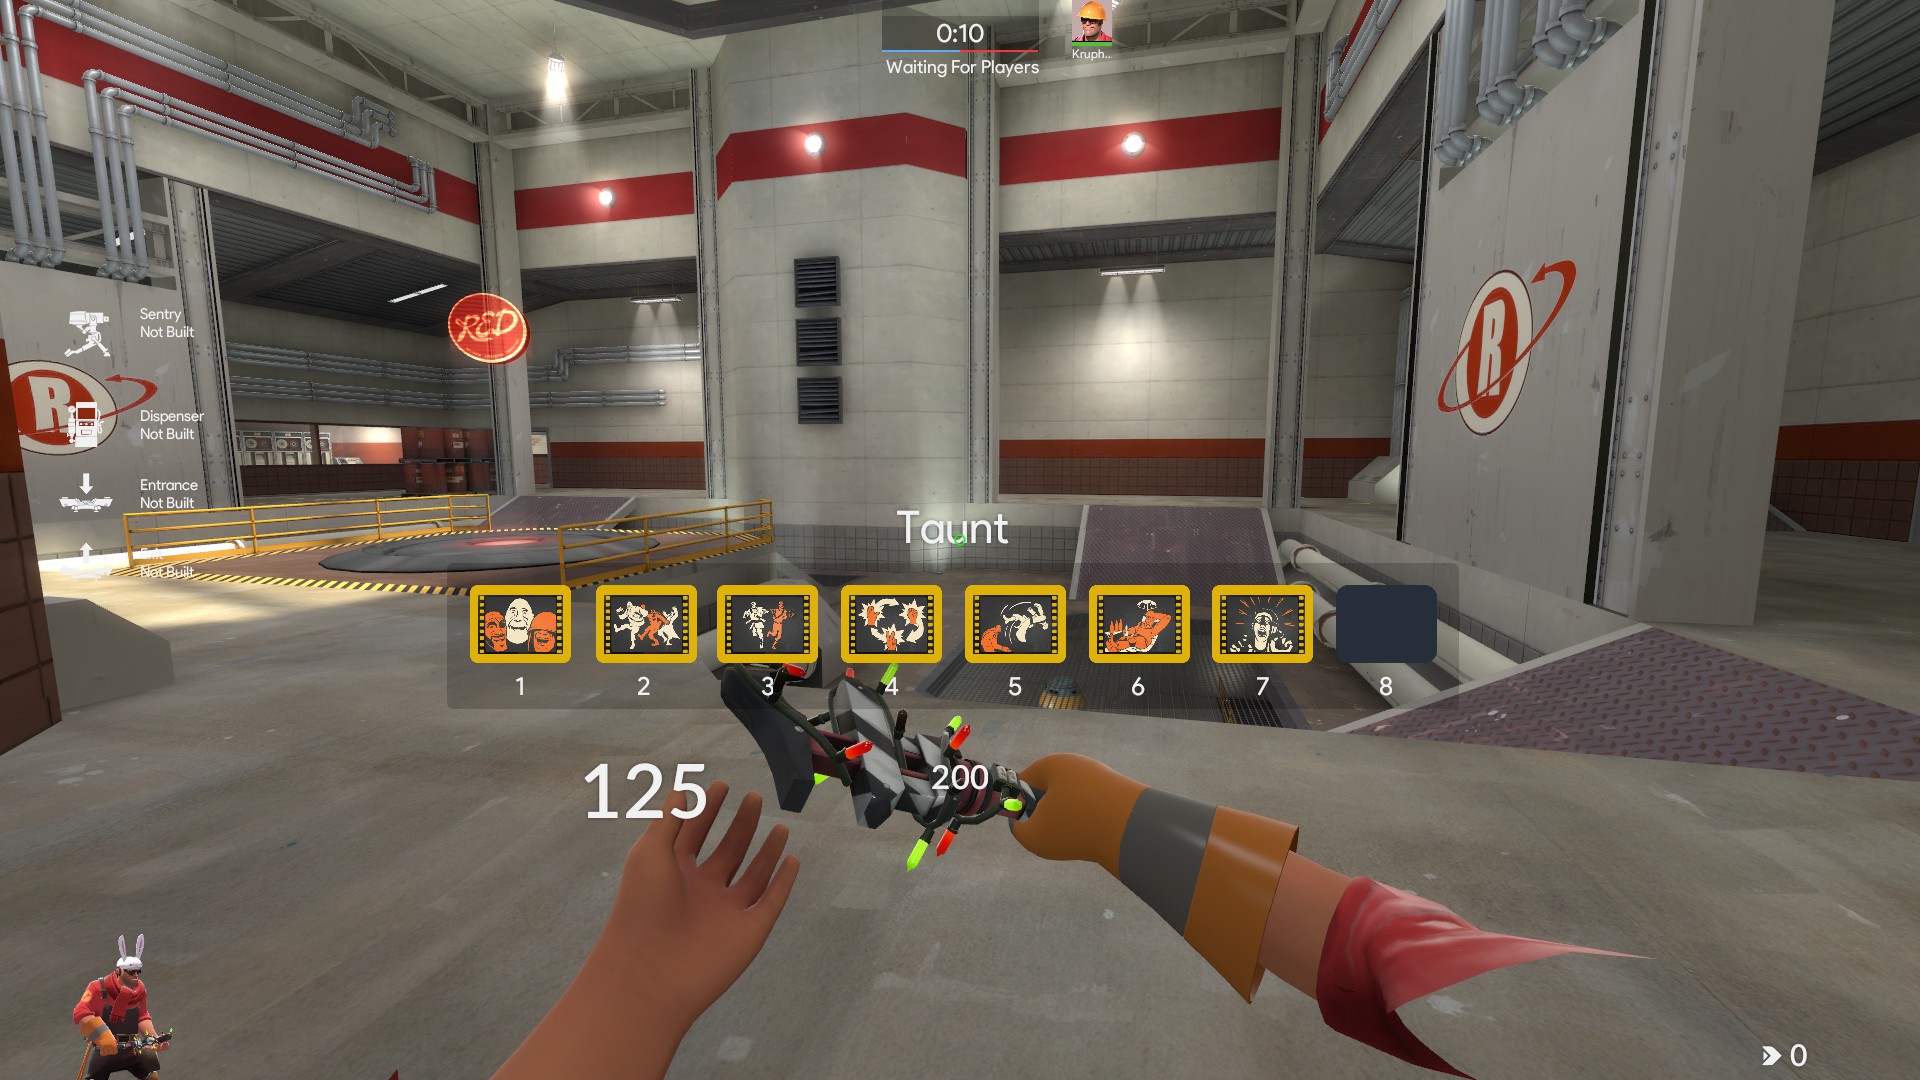 0:10
Waiting For Players
Kruph...
Sentry
Not Built
RED
R
R
Dispenser
Not Built
Entrance
Not Built
Exit
Not Built
Taunt
1 2 3 4 5 6 7 8
125
200
0